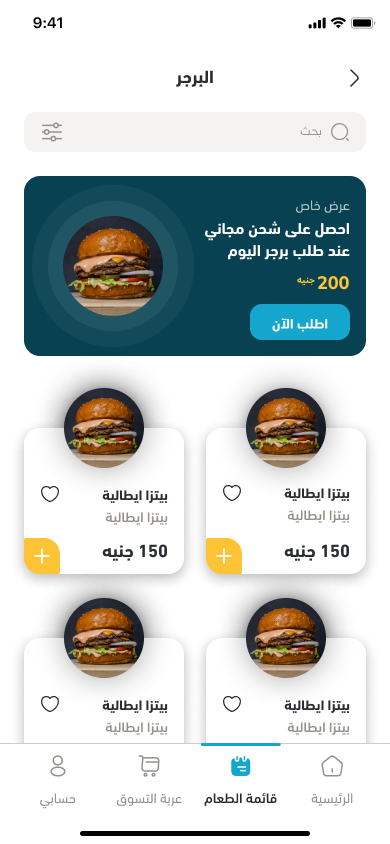 9:41
البرجر
بحث
عرض خاص
احصل على شحن مجاني
عند طلب برجر اليوم
200 جنيه
اطلب الآن
بيتزا ايطالية
بيتزا ايطالية
150 جنيه
بيتزا ايطالية
بيتزا ايطالية
150 جنيه
بيتزا ايطالية
بيتزا ايطالية
بيتزا ايطالية
بيتزا ايطالية
الرئيسية
قائمة الطعام
عربة التسوق
حسابي